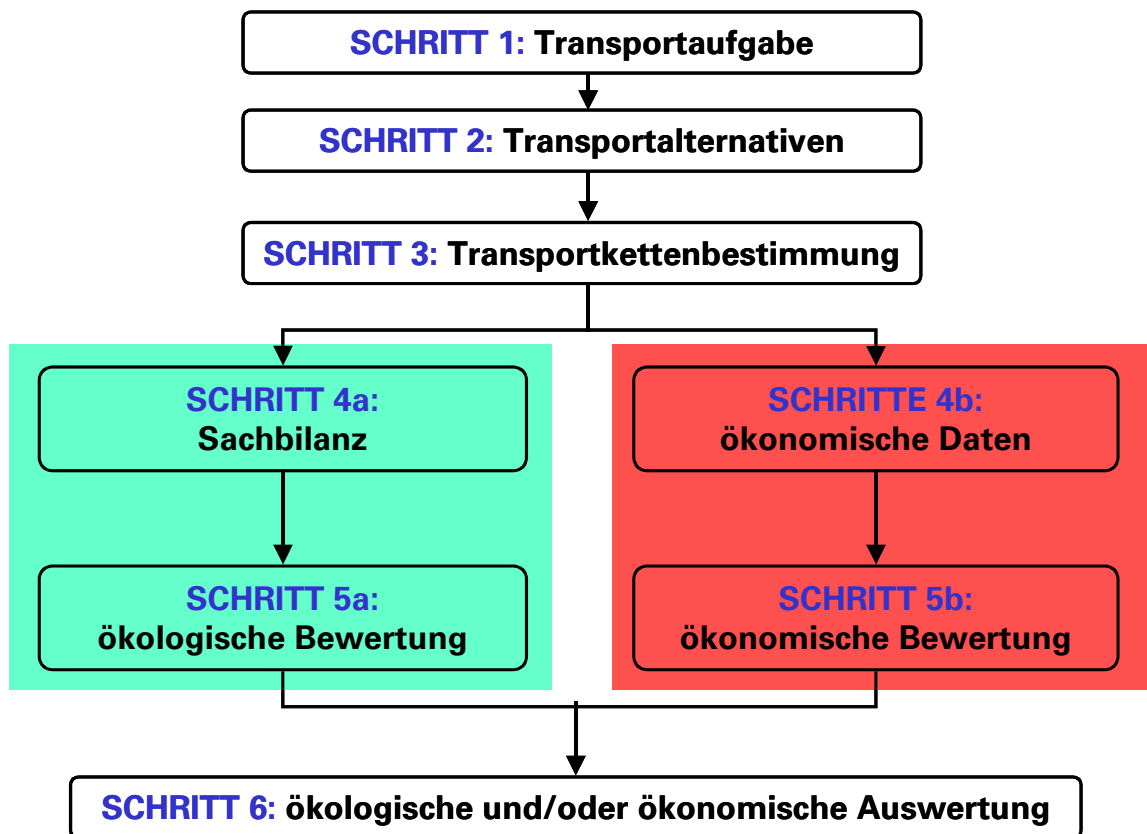 SCHRITT 1: Transportaufgabe
SCHRITT 2: Transportalternativen
SCHRITT 3: Transportkettenbestimmung
SCHRITT 4a:
Sachbilanz
SCHRITTE 4b:
ökonomische Daten
SCHRITT 5a:
ökologische Bewertung
SCHRITT 5b:
ökonomische Bewertung
SCHRITT 6: ökologische und/oder ökonomische Auswertung